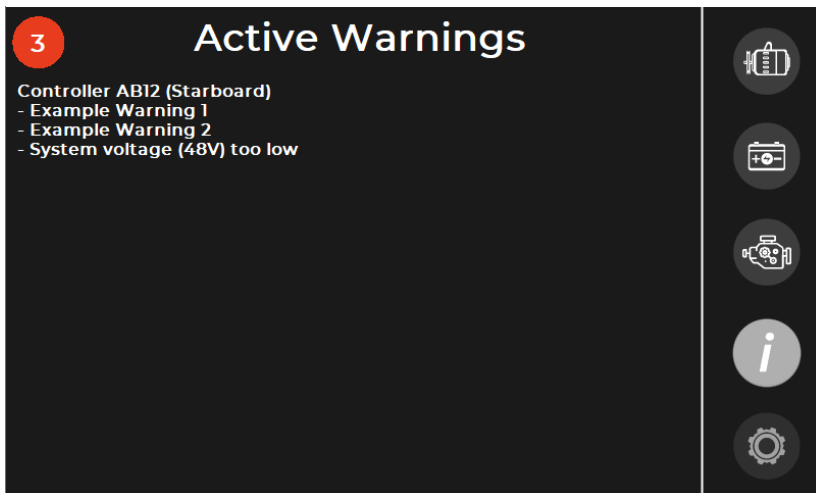 3
Active Warnings
Controller AB12 (Starboard)
- Example Warning 1
- Example Warning 2
- System voltage (48V) too low
i